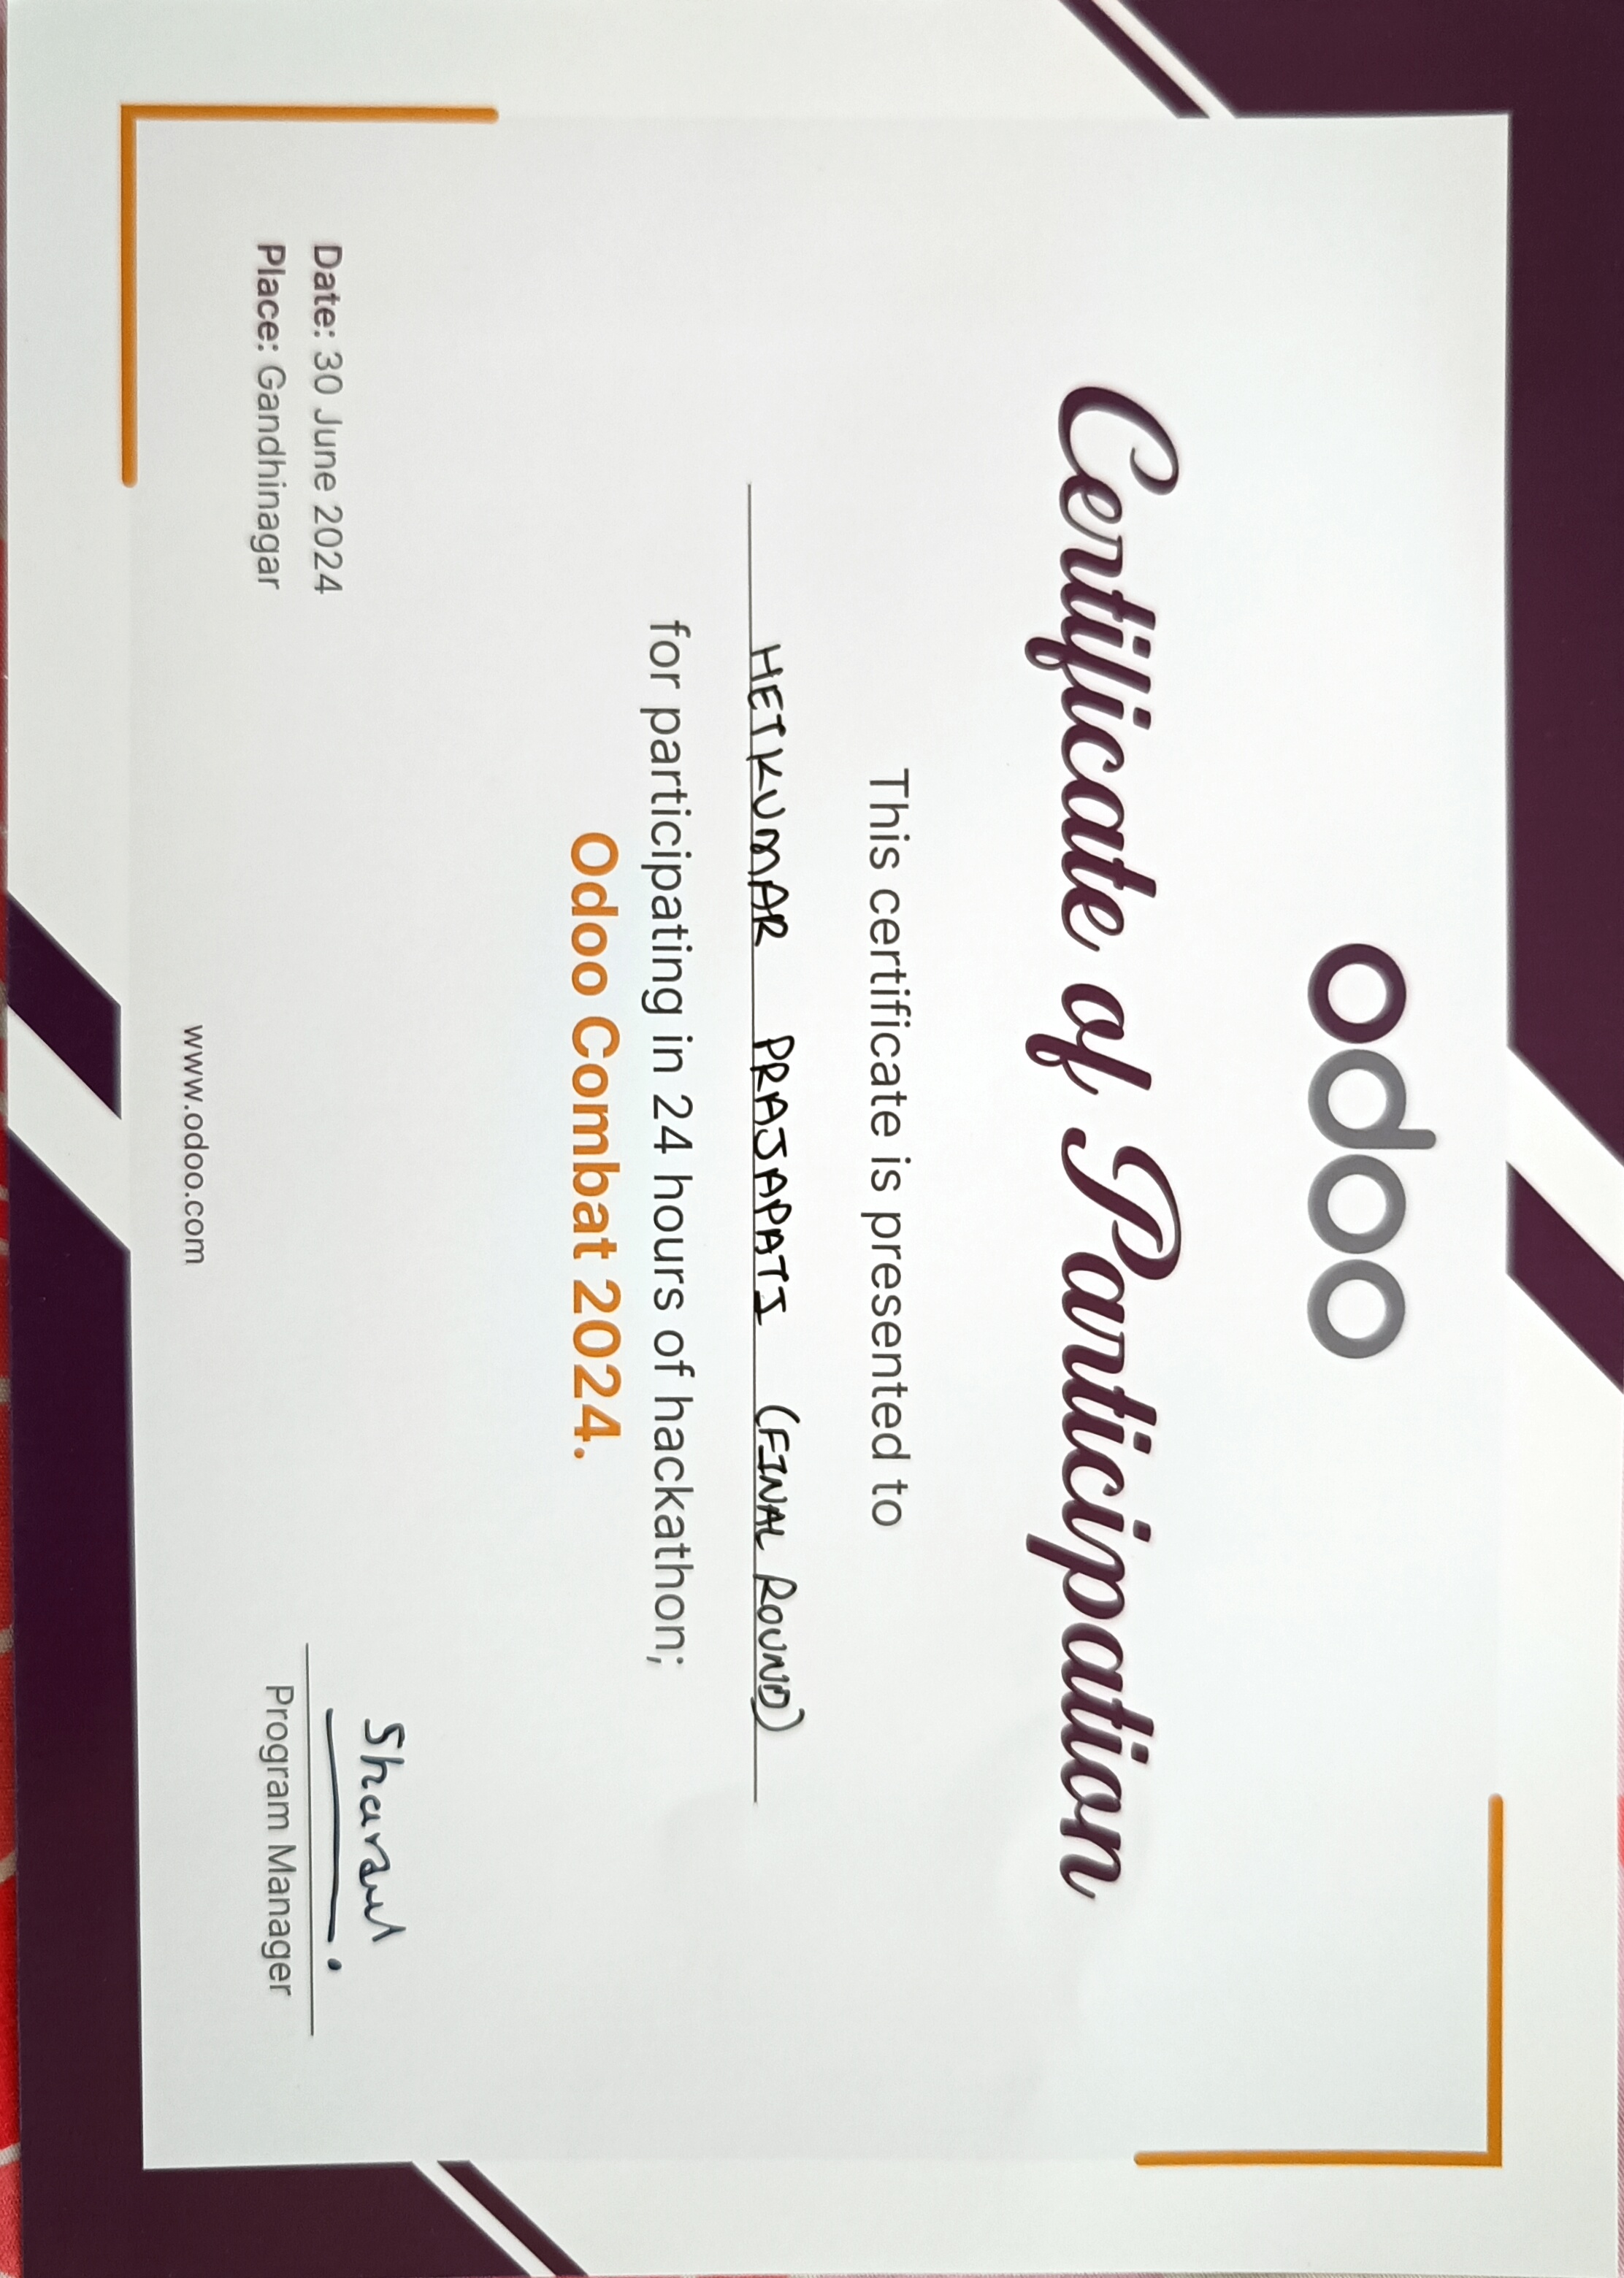 odoo
Certificate of Participation
This certificate is presented to
HETKUMAR PRAJAPATI (FINAL ROUND)
for participating in 24 hours of hackathon;
Odoo Combat 2024.
Date: 30 June 2024
Place: Gandhinagar
Program Manager
www.odoo.com